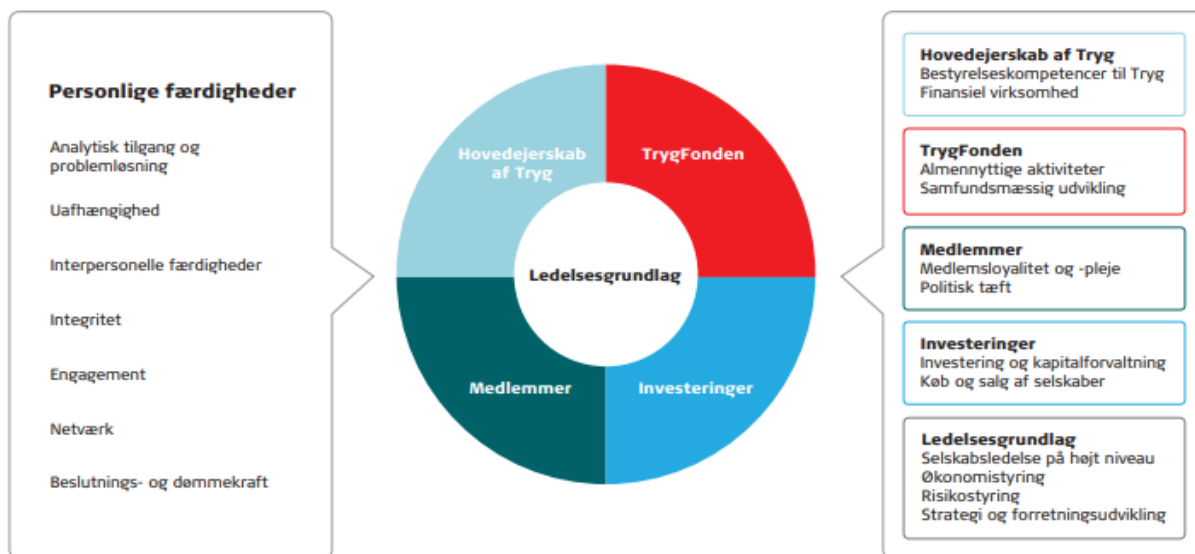 Personlige færdigheder
Analytisk tilgang og
problemløsning
Uafhængighed
Interpersonelle færdigheder
Integritet
Engagement
Netværk
Beslutnings- og dømmekraft
Hovedejerskab
af Tryg
TrygFonden
Ledelsesgrundlag
Medlemmer
Investeringer
Hovedejerskab af Tryg
Bestyrelseskompetencer til Tryg
Finansiel virksomhed
TrygFonden
Almennyttige aktiviteter
Samfundsmæssig udvikling
Medlemmer
Medlemsloyalitet og -pleje
Politisk tæft
Investeringer
Investering og kapitalforvaltning
Køb og salg af selskaber
Ledelsesgrundlag
Selskabsledelse på højt niveau
Økonomistyring
Risikostyring
Strategi og forretningsudvikling